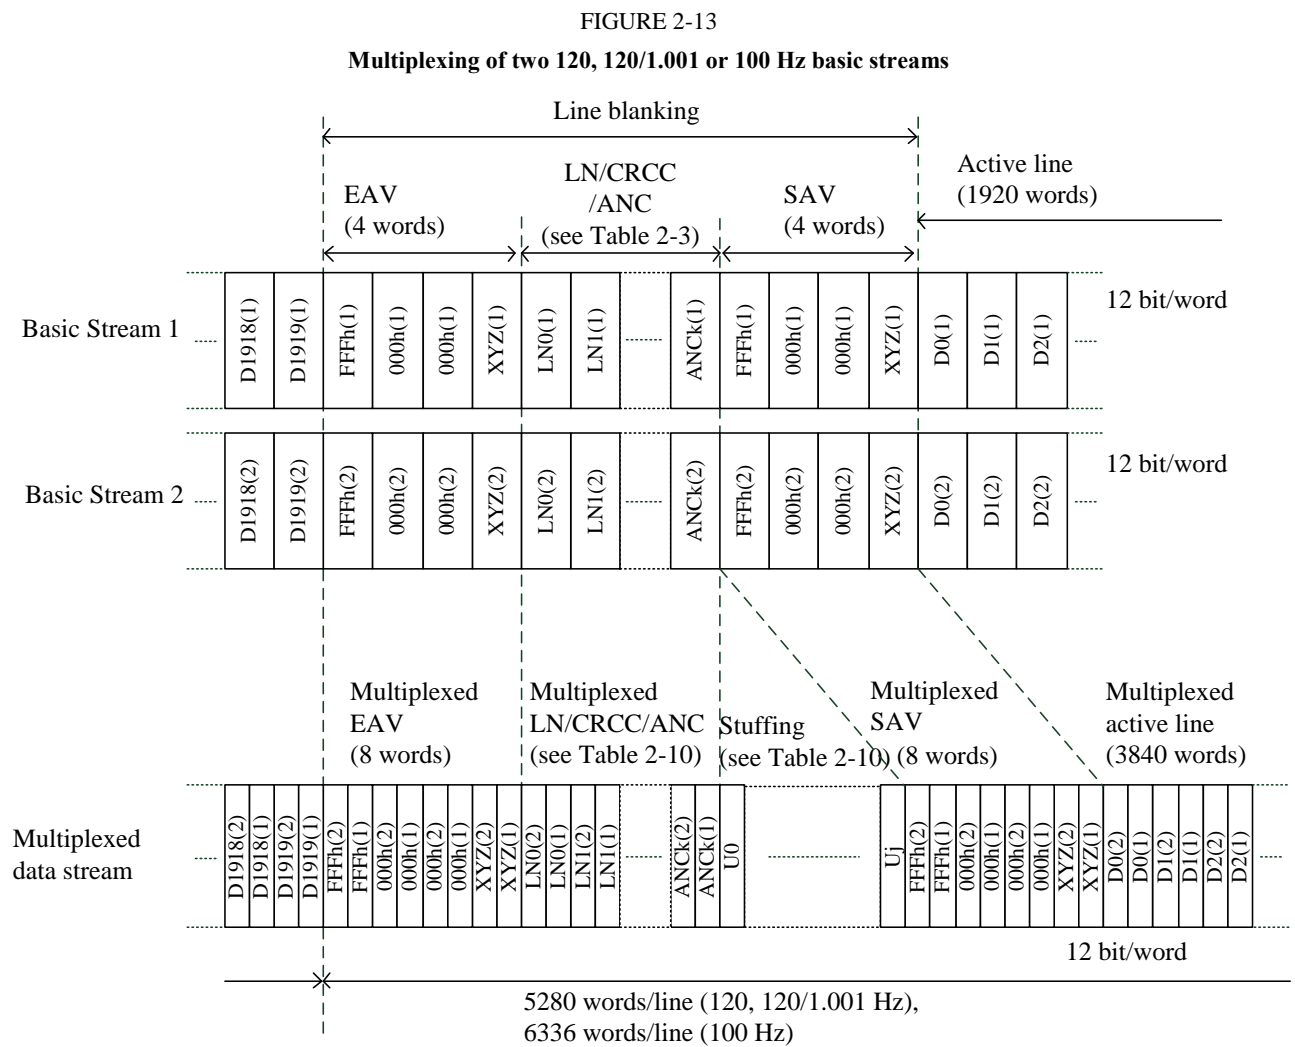 FIGURE 2-13
Multiplexing of two 120, 120/1.001 or 100 Hz basic streams
Line blanking
EAV
(4 words)
LN/CRCC
/ANC
(see Table 2-3)
SAV
(4 words)
Active line
(1920 words)
Basic Stream 1
D1918(1) D1919(1) FFFh(1) 000h(1) 000h(1) XYZ(1) LN0(1) LN1(1) ANCk(1) FFFh(1) 000h(1) 000h(1) XYZ(1) D0(1) D1(1) D2(1)
12 bit/word
Basic Stream 2
D1918(2) D1919(2) FFFh(2) 000h(2) 000h(2) XYZ(2) LN0(2) LN1(2) ANCk(2) FFFh(2) 000h(2) 000h(2) XYZ(2) D0(2) D1(2) D2(2)
12 bit/word
Multiplexed
EAV
(8 words)
Multiplexed
LN/CRCC/ANC
(see Table 2-10)
Stuffing
(see Table 2-10)
Multiplexed
SAV
(8 words)
Multiplexed
active line
(3840 words)
Multiplexed
data stream
D1918(2) D1918(1) D1919(2) D1919(1) FFFh(2) FFFh(1) 000h(2) 000h(1) 000h(2) 000h(1) XYZ(2) XYZ(1) LN0(2) LN0(1) LN1(2) LN1(1) ANCk(2) ANCk(1) U0 Uj FFFh(2) FFFh(1) 000h(2) 000h(1) 000h(2) 000h(1) XYZ(2) XYZ(1) D0(2) D0(1) D1(2) D1(1) D2(2) D2(1)
12 bit/word
5280 words/line (120, 120/1.001 Hz),
6336 words/line (100 Hz)